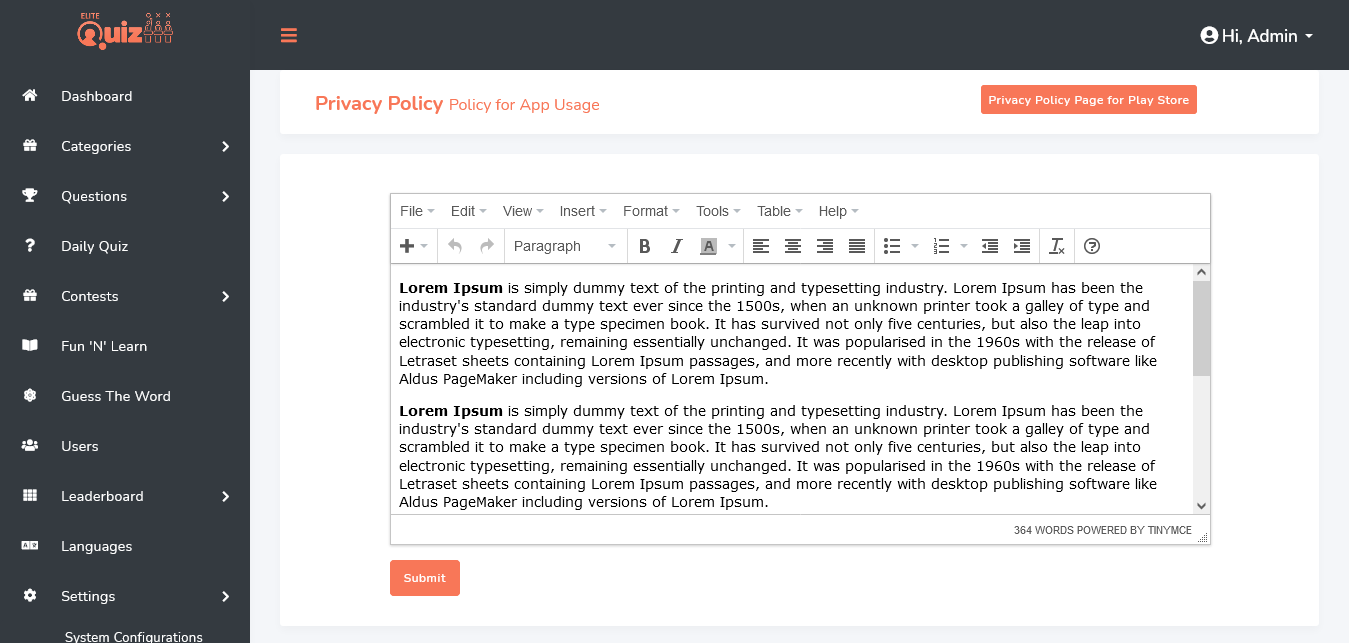 ELITE
Quiz
Hi, Admin
Dashboard
Categories
Questions
Daily Quiz
Contests
Fun 'N' Learn
Guess The Word
Users
Leaderboard
Languages
Settings
System Configurations
Privacy Policy Policy for App Usage
Privacy Policy Page for Play Store
File Edit View Insert Format Tools Table Help
Paragraph B I A
Lorem Ipsum is simply dummy text of the printing and typesetting industry. Lorem Ipsum has been the
industry's standard dummy text ever since the 1500s, when an unknown printer took a galley of type and
scrambled it to make a type specimen book. It has survived not only five centuries, but also the leap into
electronic typesetting, remaining essentially unchanged. It was popularised in the 1960s with the release of
Letraset sheets containing Lorem Ipsum passages, and more recently with desktop publishing software like
Aldus PageMaker including versions of Lorem Ipsum.
Lorem Ipsum is simply dummy text of the printing and typesetting industry. Lorem Ipsum has been the
industry's standard dummy text ever since the 1500s, when an unknown printer took a galley of type and
scrambled it to make a type specimen book. It has survived not only five centuries, but also the leap into
electronic typesetting, remaining essentially unchanged. It was popularised in the 1960s with the release of
Letraset sheets containing Lorem Ipsum passages, and more recently with desktop publishing software like
Aldus PageMaker including versions of Lorem Ipsum.
364 WORDS POWERED BY TINYMCE
Submit